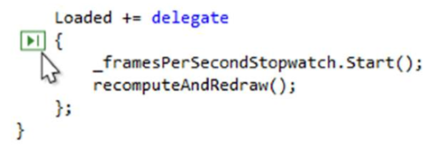 Loaded += delegate
{
_framesPerSecondStopwatch.Start();
recomputeAndRedraw();
};
}